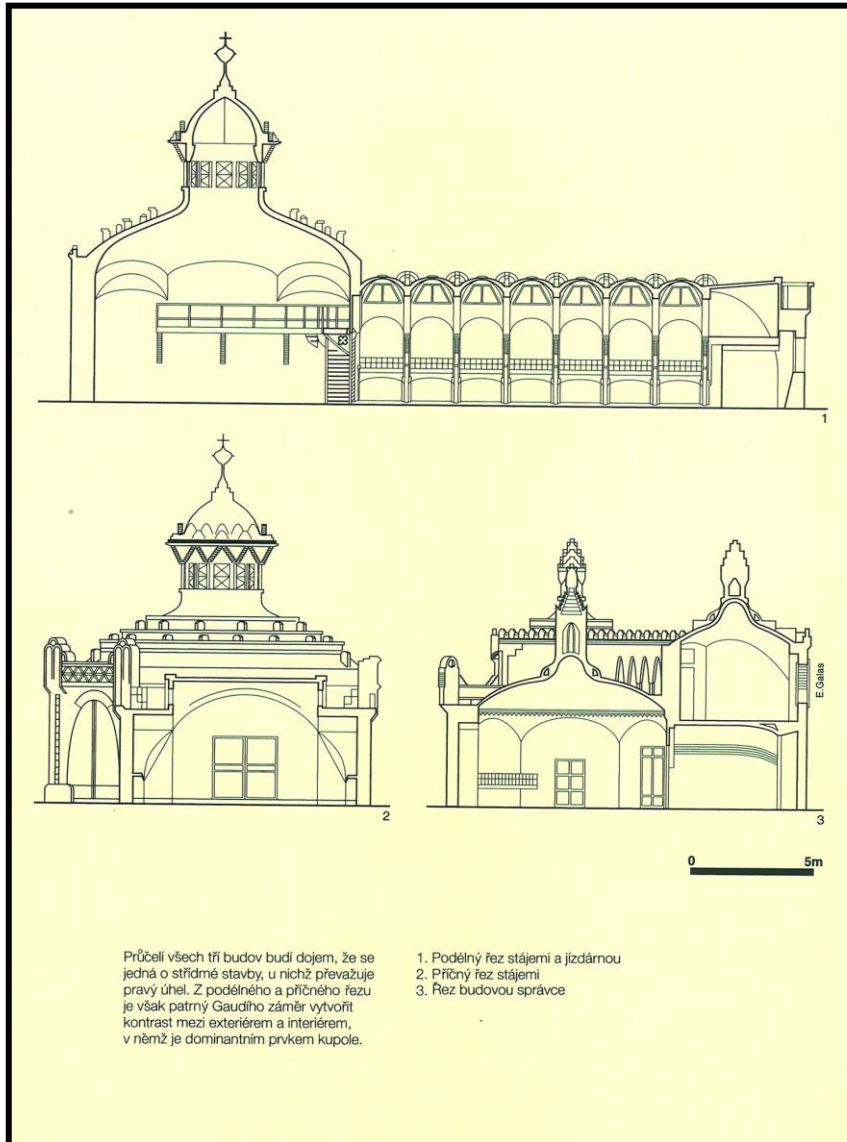 1
2
E.Galas
3
0 5m
Průčelí všech tří budov budí dojem, že se
jedná o střídmé stavby, u nichž převažuje
pravý úhel. Z podélného a příčného řezu
je však patrný Gaudího záměr vytvořit
kontrast mezi exteriérem a interiérem,
v němž je dominantním prvkem kupole.
1. Podélný řez stájemi a jízdárnou
2. Příčný řez stájemi
3. Řez budovou správce